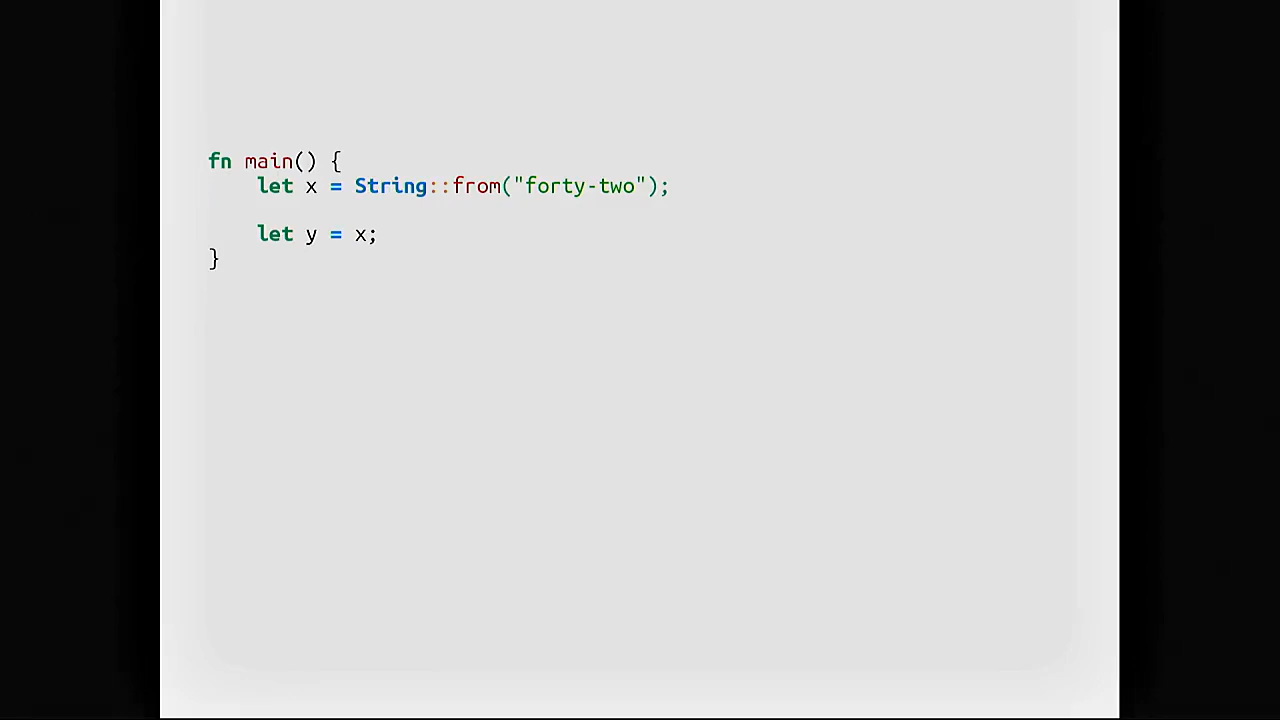 fn main() {
    let x = String::from("forty-two");

    let y = x;
}